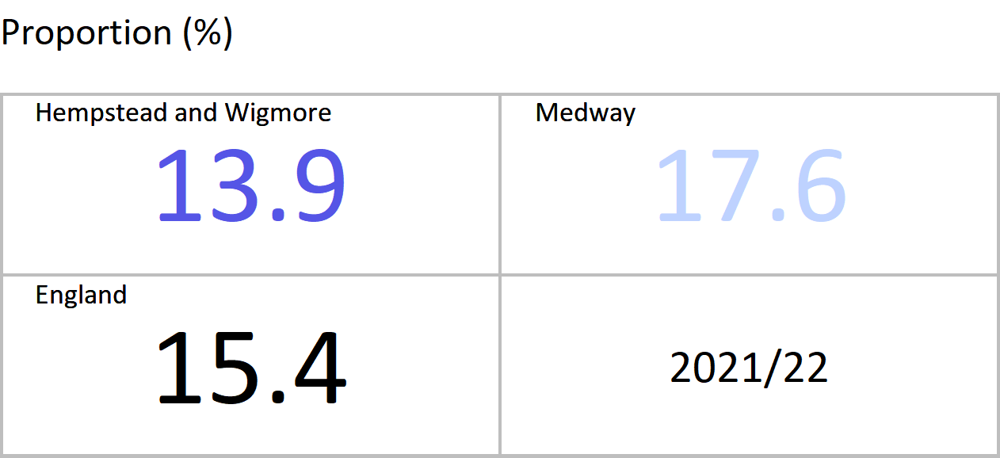 Proportion (%)
Hempstead and Wigmore
13.9
Medway
17.6
England
15.4
2021/22